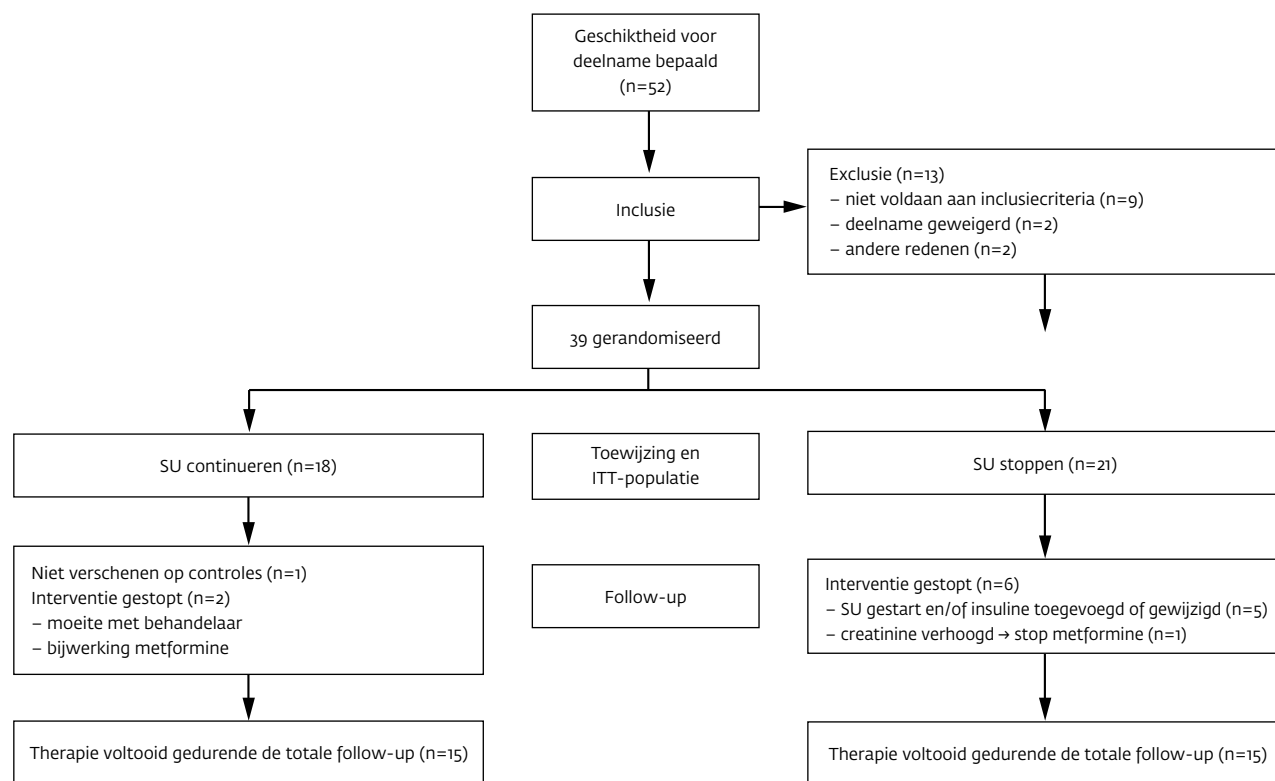 Geschiktheid voor
deelname bepaald
(n=52)
Inclusie
Exclusie (n=13)
– niet voldaan aan inclusiecriteria (n=9)
– deelname geweigerd (n=2)
– andere redenen (n=2)
39 gerandomiseerd
SU continueren (n=18)
Toewijzing en
ITT-populatie
SU stoppen (n=21)
Niet verschenen op controles (n=1)
Interventie gestopt (n=2)
– moeite met behandelaar
– bijwerking metformine
Follow-up
Interventie gestopt (n=6)
– SU gestart en/of insuline toegevoegd of gewijzigd (n=5)
– creatinine verhoogd → stop metformine (n=1)
Therapie voltooid gedurende de totale follow-up (n=15)
Therapie voltooid gedurende de totale follow-up (n=15)